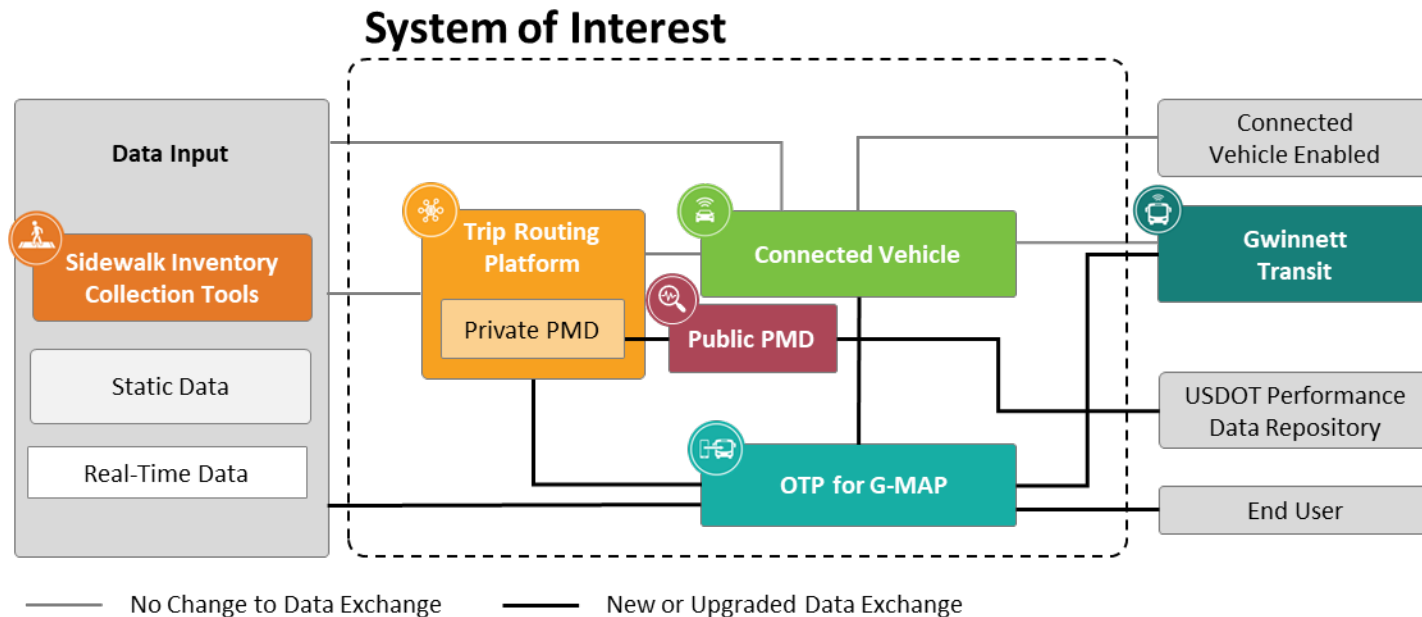 System of Interest
Data Input
Sidewalk Inventory
Collection Tools
Static Data
Real-Time Data
Trip Routing
Platform
Private PMD
Connected Vehicle
Public PMD
OTP for G-MAP
Connected
Vehicle Enabled
Gwinnett
Transit
USDOT Performance
Data Repository
End User
No Change to Data Exchange
New or Upgraded Data Exchange